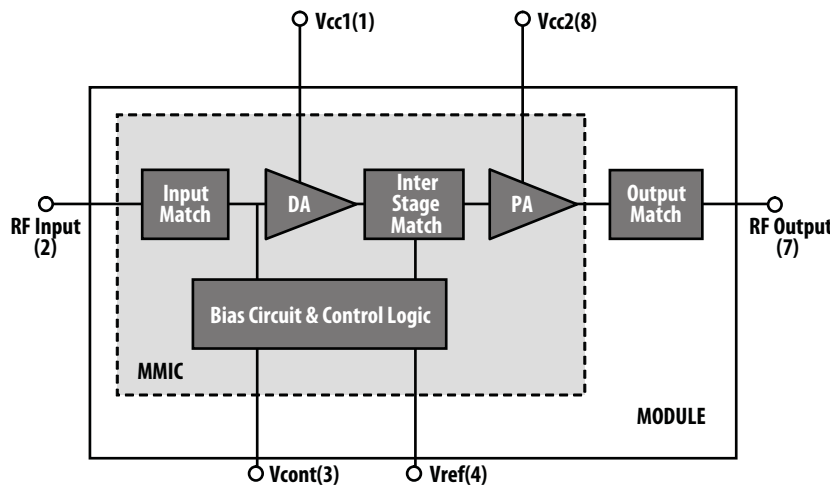 Vcc1(1)
Vcc2(8)
Input
Match
DA
Inter
Stage
Match
PA
Output
Match
RF Input
(2)
RF Output
(7)
Bias Circuit & Control Logic
MMIC
MODULE
Vcont(3)
Vref(4)